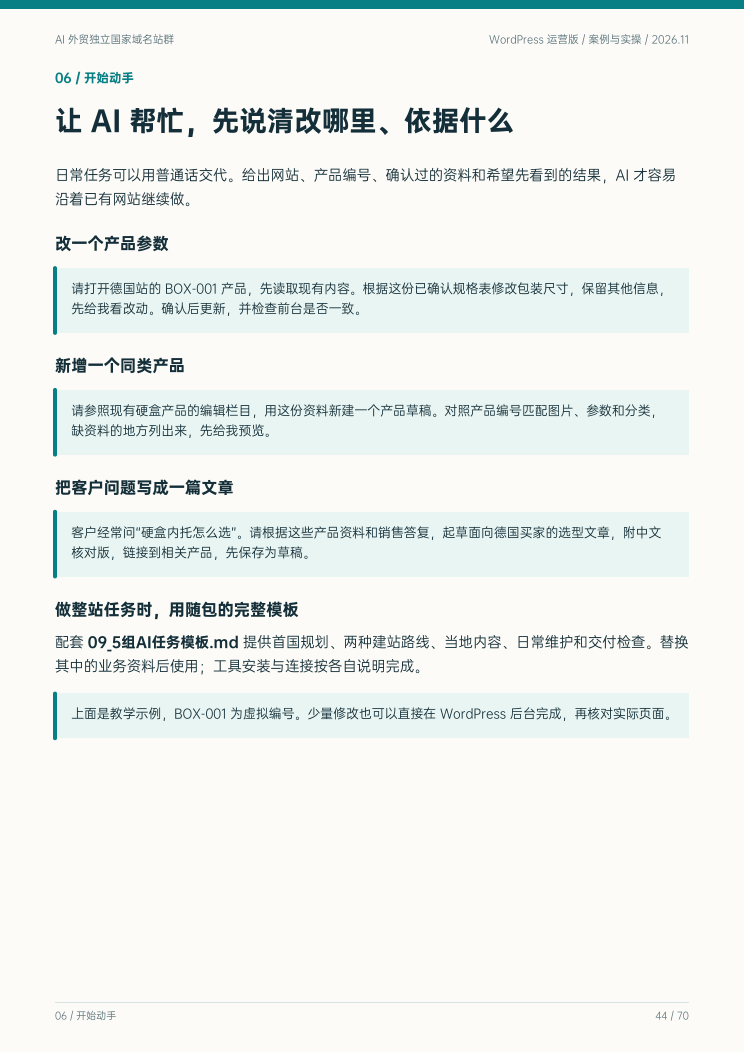 AI 外贸独立国家域名站群
WordPress 运营版 / 案例与实操 / 2026.11
06 / 开始动手
让 AI 帮忙，先说清改哪里、依据什么
日常任务可以用普通话交代。给出网站、产品编号、确认过的资料和希望先看到的结果，AI 才容易
沿着已有网站继续做。
改一个产品参数
请打开德国站的 BOX-001 产品，先读取现有内容。根据这份已确认规格表修改包装尺寸，保留其他信息，
先给我看改动。确认后更新，并检查前台是否一致。
新增一个同类产品
请参照现有硬盒产品的编辑栏目，用这份资料新建一个产品草稿。对照产品编号匹配图片、参数和分类，
缺资料的地方列出来，先给我预览。
把客户问题写成一篇文章
客户经常问“硬盒内托怎么选”。请根据这些产品资料和销售答复，起草面向德国买家的选型文章，附中文
核对版，链接到相关产品，先保存为草稿。
做整站任务时，用随包的完整模板
配套 09_5组AI任务模板.md 提供首国规划、两种建站路线、当地内容、日常维护和交付检查。替换
其中的业务资料后使用；工具安装与连接按各自说明完成。
上面是教学示例，BOX-001 为虚拟编号。少量修改也可以直接在 WordPress 后台完成，再核对实际页面。
06 / 开始动手
44 / 70